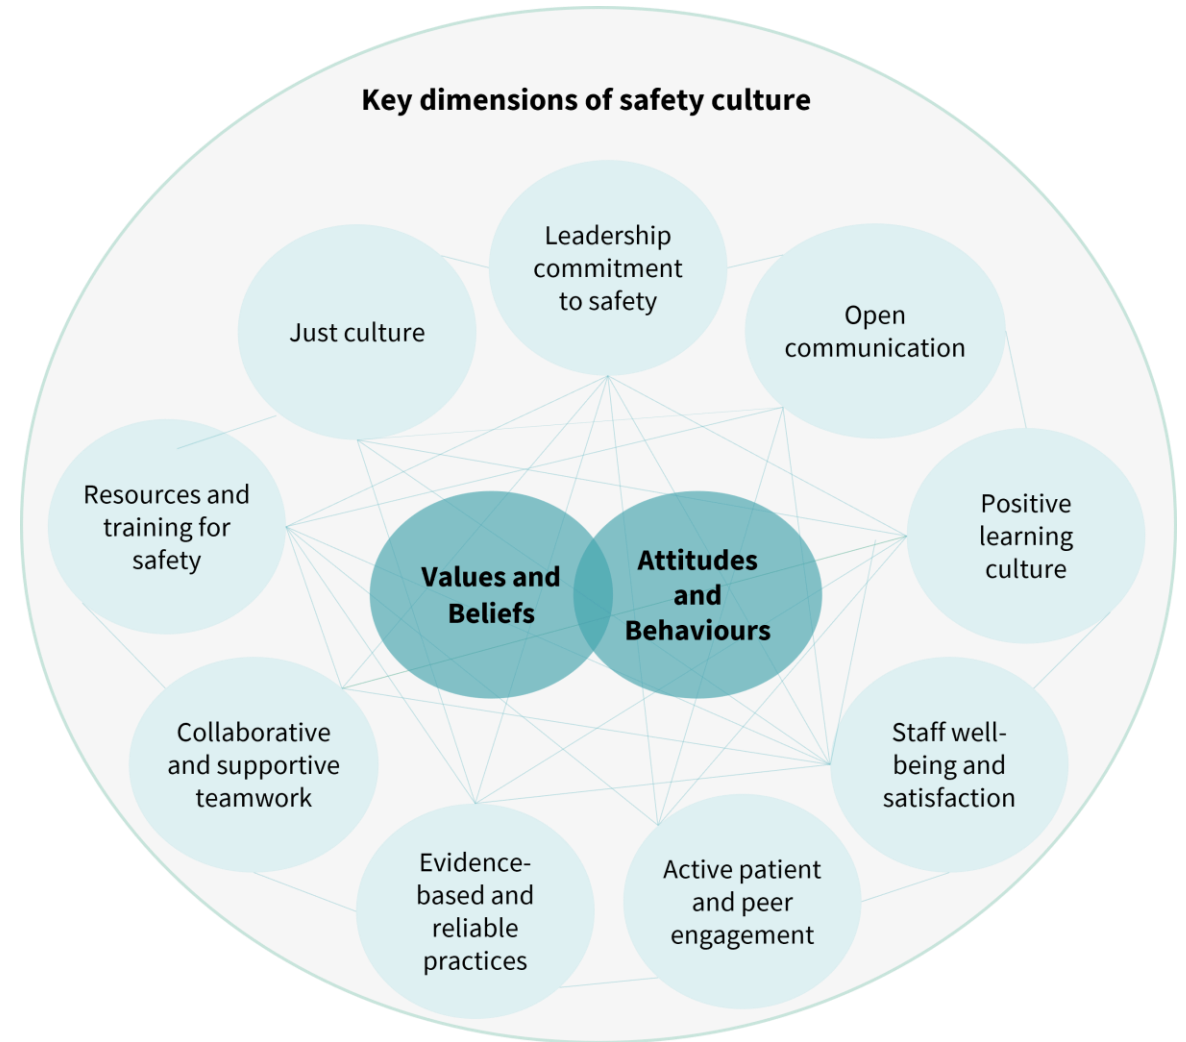 Key dimensions of safety culture
Leadership
commitment
to safety
Open
communication
Positive
learning
culture
Staff well-
being and
satisfaction
Active patient
and peer
engagement
Evidence-
based and
reliable
practices
Collaborative
and supportive
teamwork
Resources and
training for
safety
Just culture
Values and
Beliefs
Attitudes
and
Behaviours